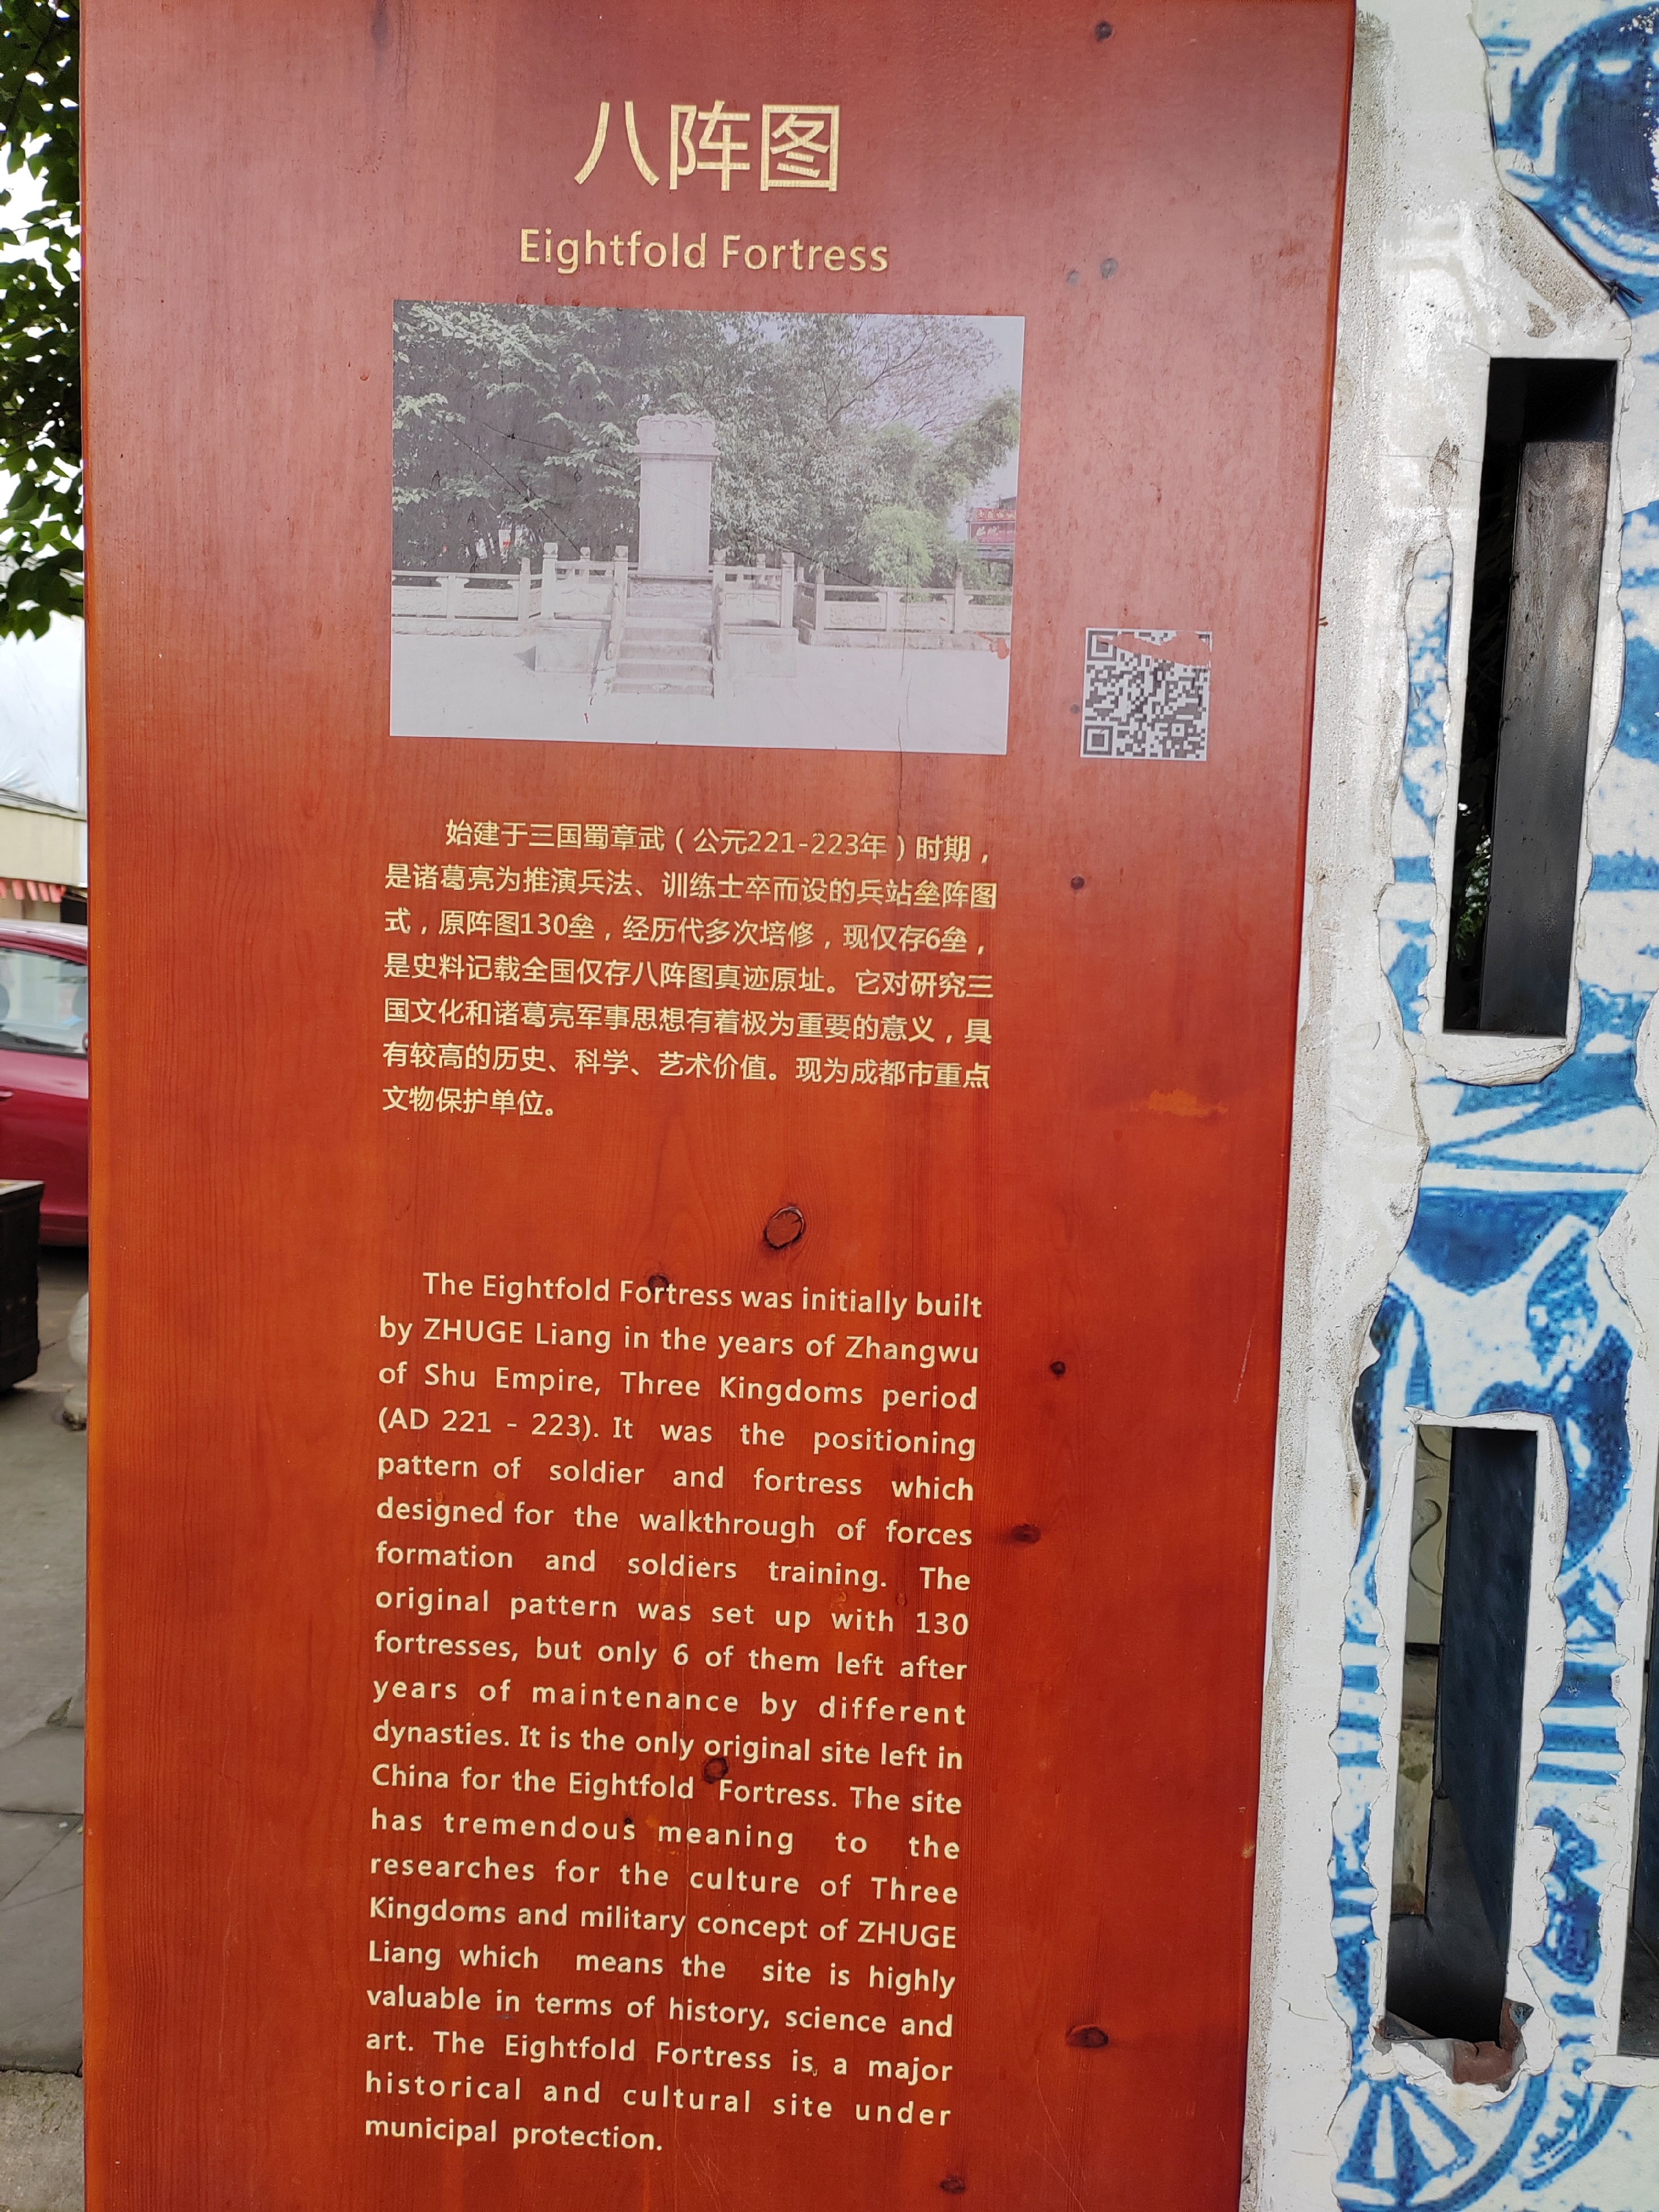 八阵图
Eightfold Fortress
始建于三国蜀章武（公元221-223年）时期，
是诸葛亮为推演兵法、训练士卒而设的兵站垒阵图
式，原阵图130垒，经历代多次培修，现仅存6垒，
是史料记载全国仅存八阵图真迹原址。它对研究三
国文化和诸葛亮军事思想有着极为重要的意义，具
有较高的历史、科学、艺术价值。现为成都市重点
文物保护单位。
The Eightfold Fortress was initially built
by ZHUGE Liang in the years of Zhangwu
of Shu Empire, Three Kingdoms period
(AD 221 - 223). It was the positioning
pattern of soldier and fortress which
designed for the walkthrough of forces
formation and soldiers training. The
original pattern was set up with 130
fortresses, but only 6 of them left after
years of maintenance by different
dynasties. It is the only original site left in
China for the Eightfold Fortress. The site
has tremendous meaning to the
researches for the culture of Three
Kingdoms and military concept of ZHUGE
Liang which means the site is highly
valuable in terms of history, science and
art. The Eightfold Fortress is a major
historical and cultural site under
municipal protection.